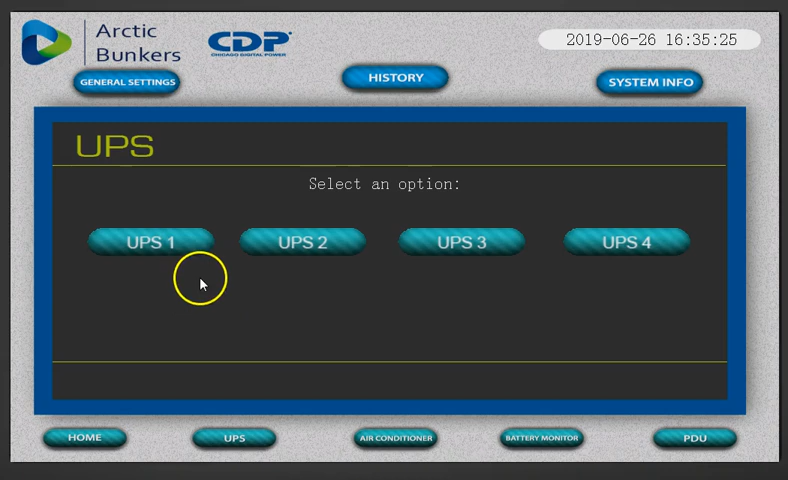 Arctic
Bunkers
CDP
CHICAGO DIGITAL POWER
2019-06-26 16:35:25
GENERAL SETTINGS
HISTORY
SYSTEM INFO
UPS
Select an option:
UPS 1
UPS 2
UPS 3
UPS 4
HOME
UPS
AIR CONDITIONER
BATTERY MONITOR
PDU